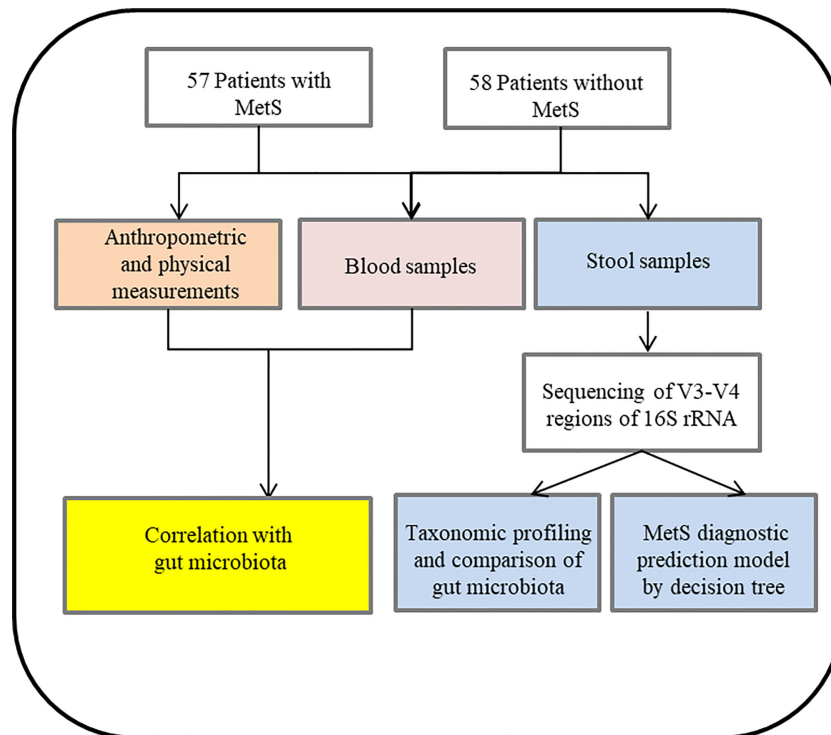 57 Patients with
MetS
58 Patients without
MetS
Anthropometric
and physical
measurements
Blood samples
Stool samples
Sequencing of V3-V4
regions of 16S rRNA
Correlation with
gut microbiota
Taxonomic profiling
and comparison of
gut microbiota
MetS diagnostic
prediction model
by decision tree